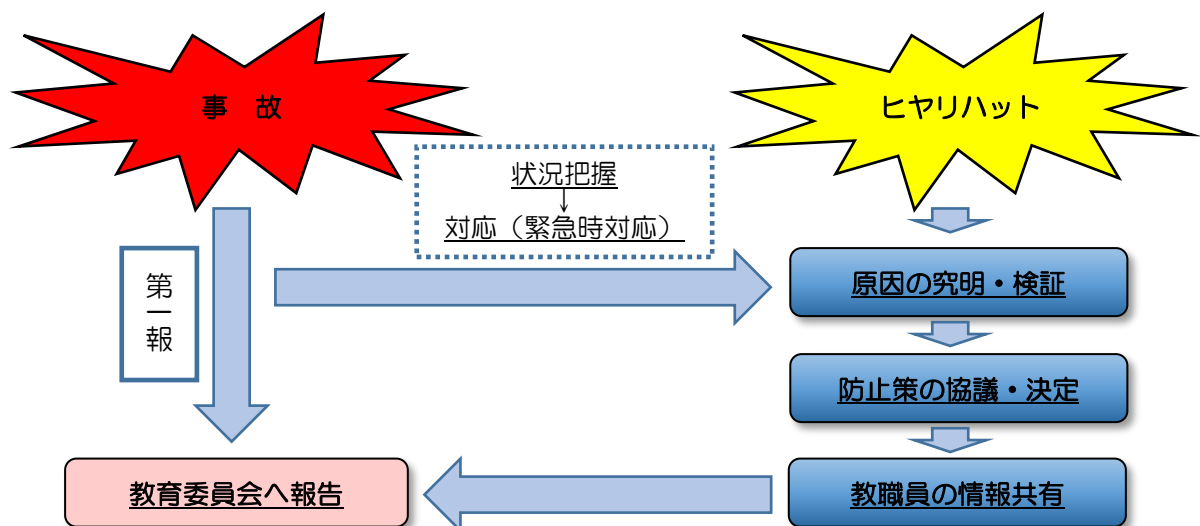 事　故
ヒヤリハット
状況把握
対応（緊急時対応）
第一報
原因の究明・検証
防止策の協議・決定
教育委員会へ報告
教職員の情報共有